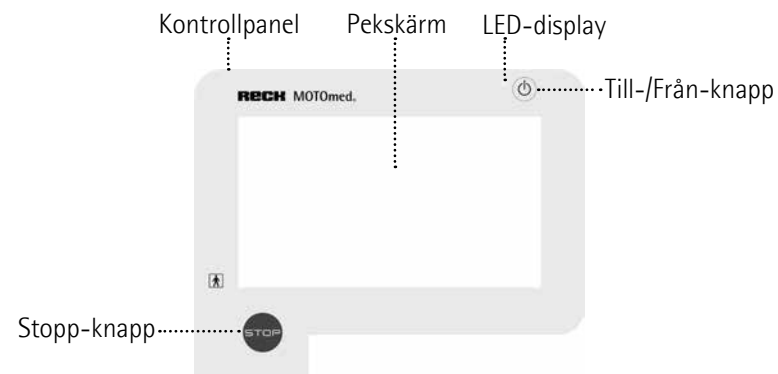 Kontrollpanel
Pekskärm
LED-display
Till-/Från-knapp
RECK MOTOmed.
Stopp-knapp
STOP